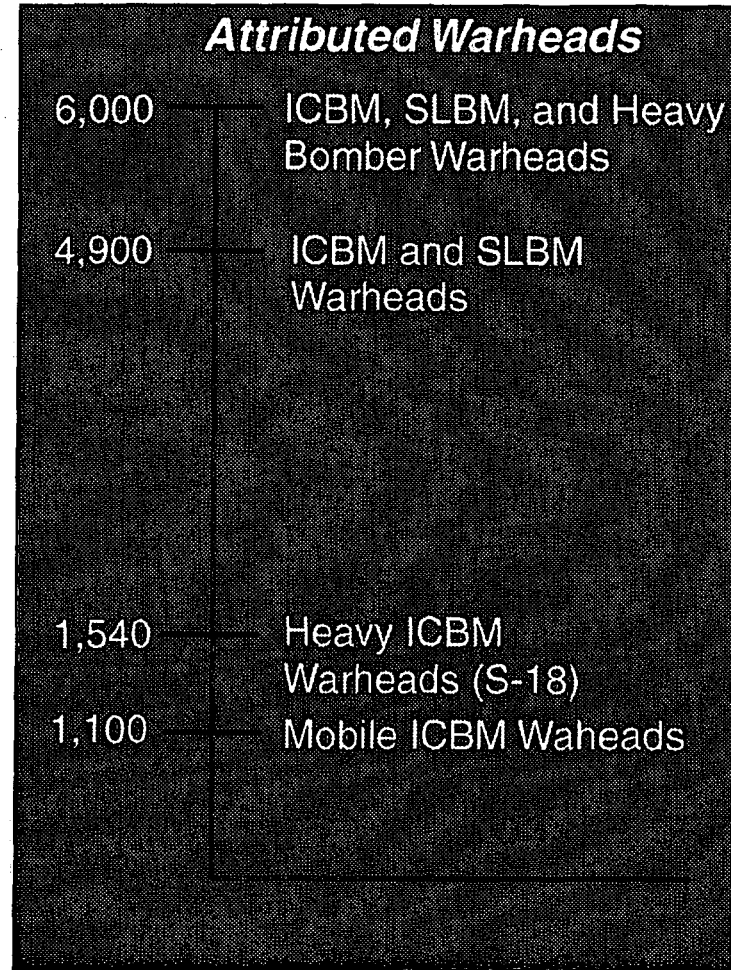 Attributed Warheads
6,000 ICBM, SLBM, and Heavy
Bomber Warheads
4,900 ICBM and SLBM
Warheads
1,540 Heavy ICBM
Warheads (S-18)
1,100 Mobile ICBM Waheads